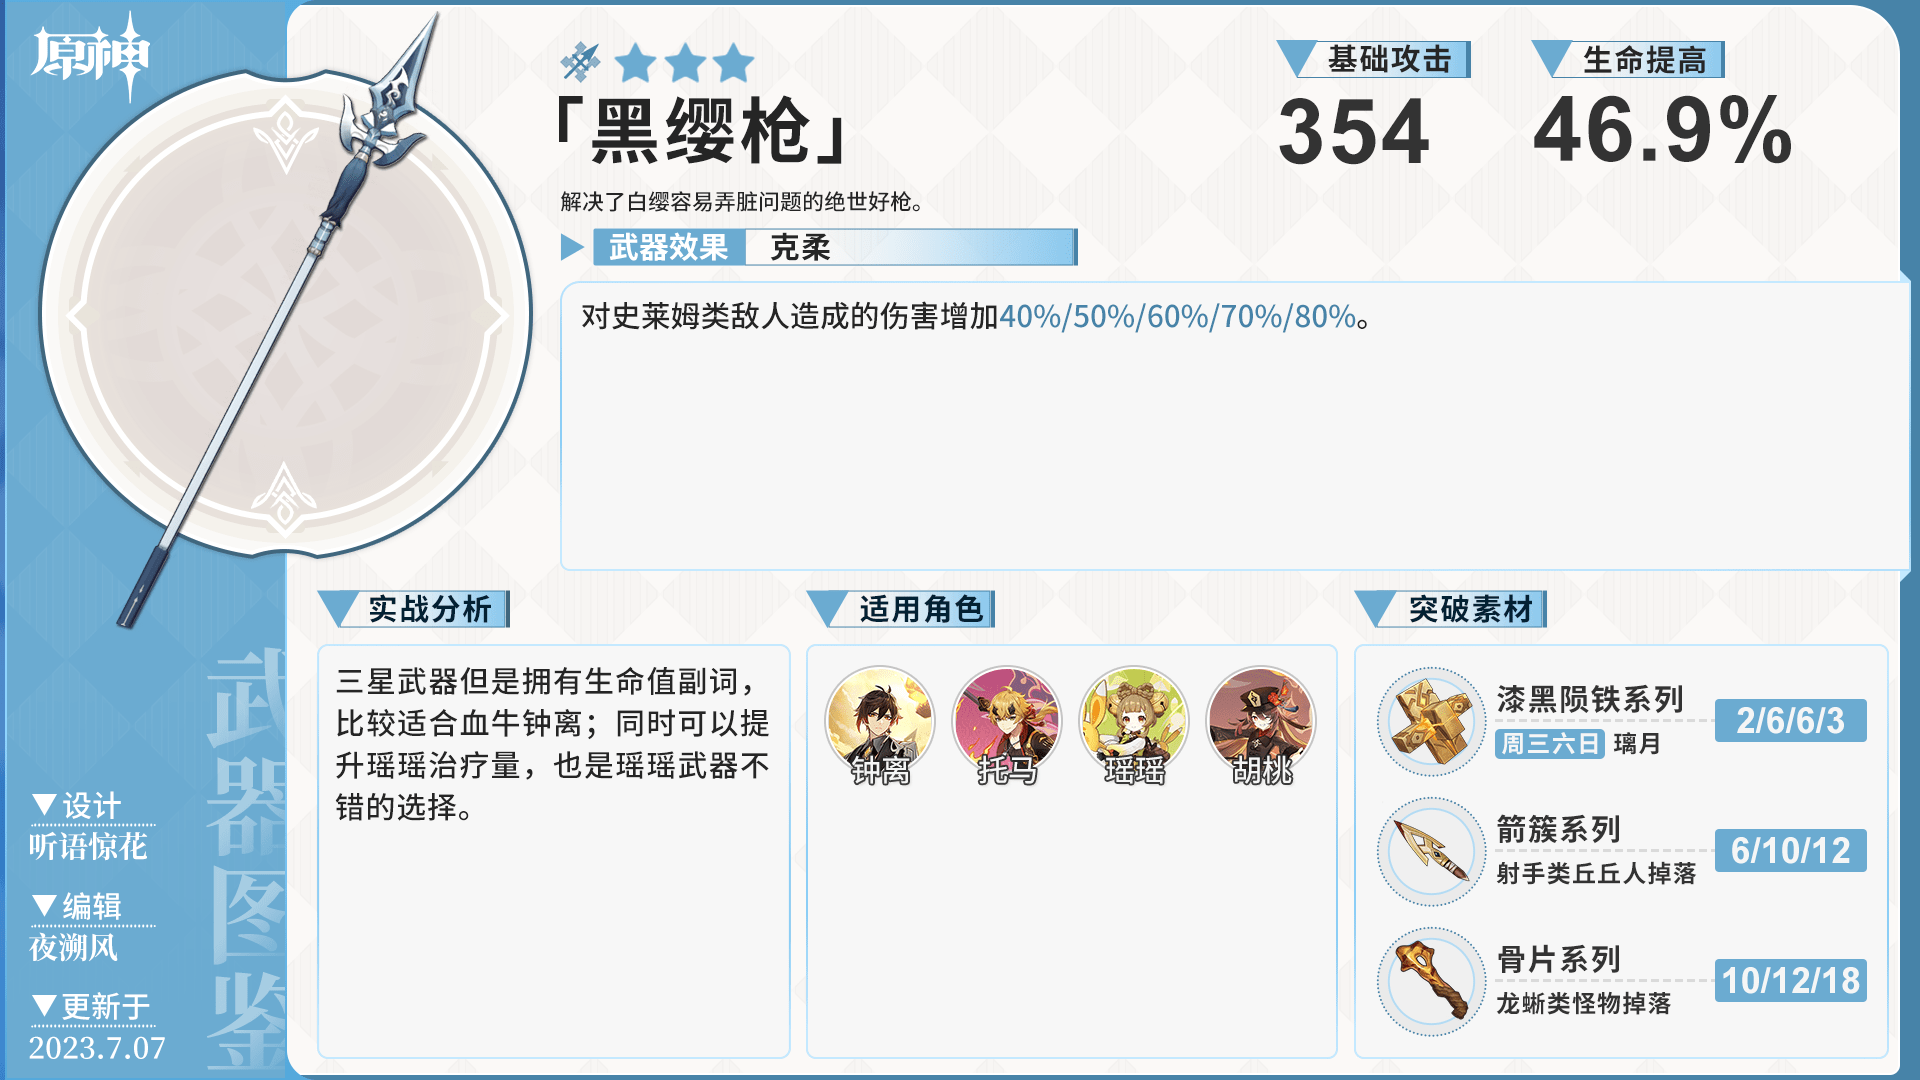 原神
「黑缨枪」
解决了白缨容易弄脏问题的绝世好枪。
基础攻击
354
生命提高
46.9%
武器效果 克柔
对史莱姆类敌人造成的伤害增加40%/50%/60%/70%/80%。
实战分析
三星武器但是拥有生命值副词，
比较适合血牛钟离；同时可以提
升瑶瑶治疗量，也是瑶瑶武器不
错的选择。
适用角色
钟离
托马
瑶瑶
胡桃
突破素材
漆黑陨铁系列
周三六日 璃月
2/6/6/3
箭簇系列
射手类丘丘人掉落
6/10/12
骨片系列
龙蜥类怪物掉落
10/12/18
武器图鉴
▼设计
听语惊花
▼编辑
夜溯风
▼更新于
2023.7.07